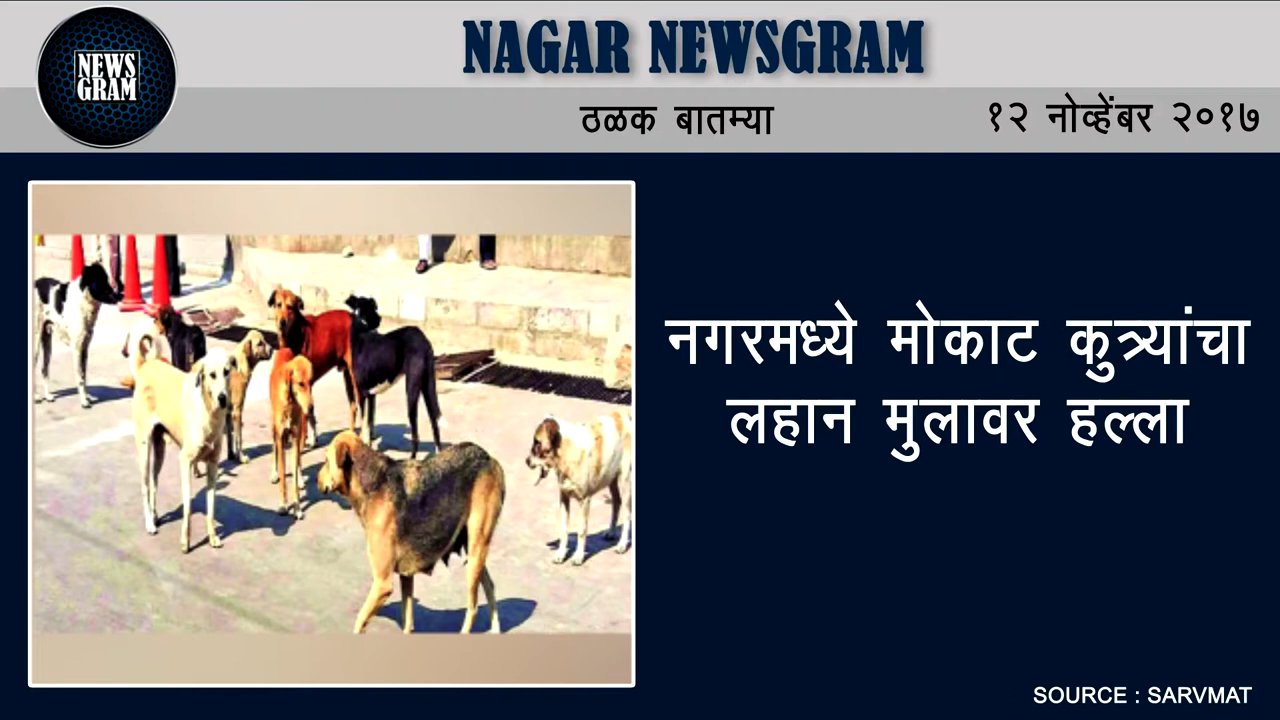 NEWS
GRAM
NAGAR NEWSGRAM
ठळक बातम्या
१२ नोव्हेंबर २०१७
नगरमध्ये मोकाट कुत्र्यांचा
लहान मुलावर हल्ला
SOURCE : SARVMAT